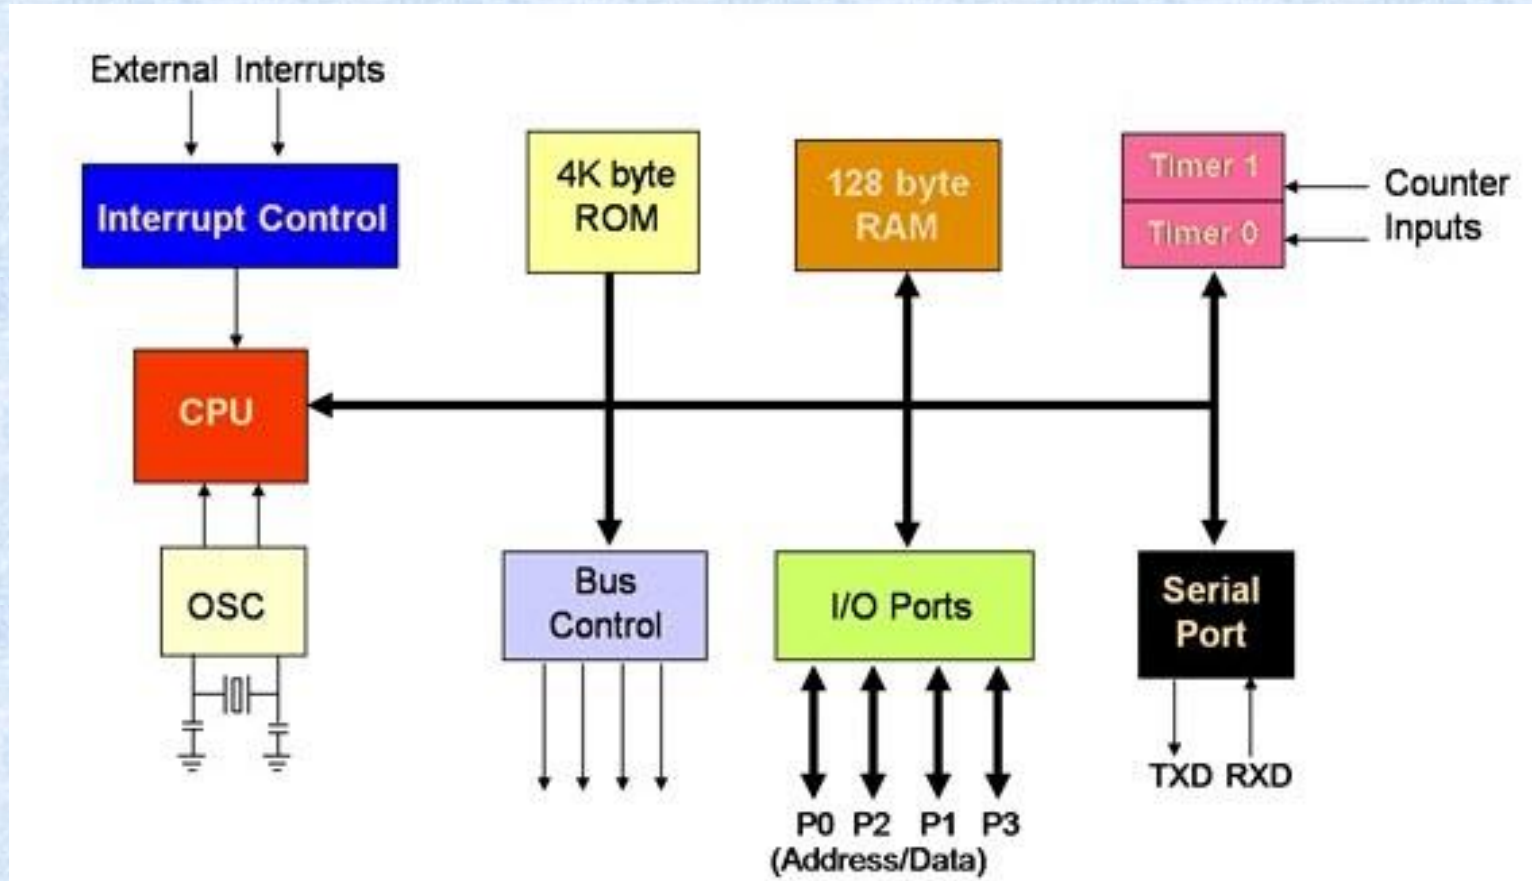 External Interrupts
Interrupt Control
4K byte
ROM
128 byte
RAM
Timer 1
Timer 0
Counter
Inputs
CPU
OSC
Bus
Control
I/O Ports
Serial
Port
TXD RXD
P0 P2 P1 P3
(Address/Data)